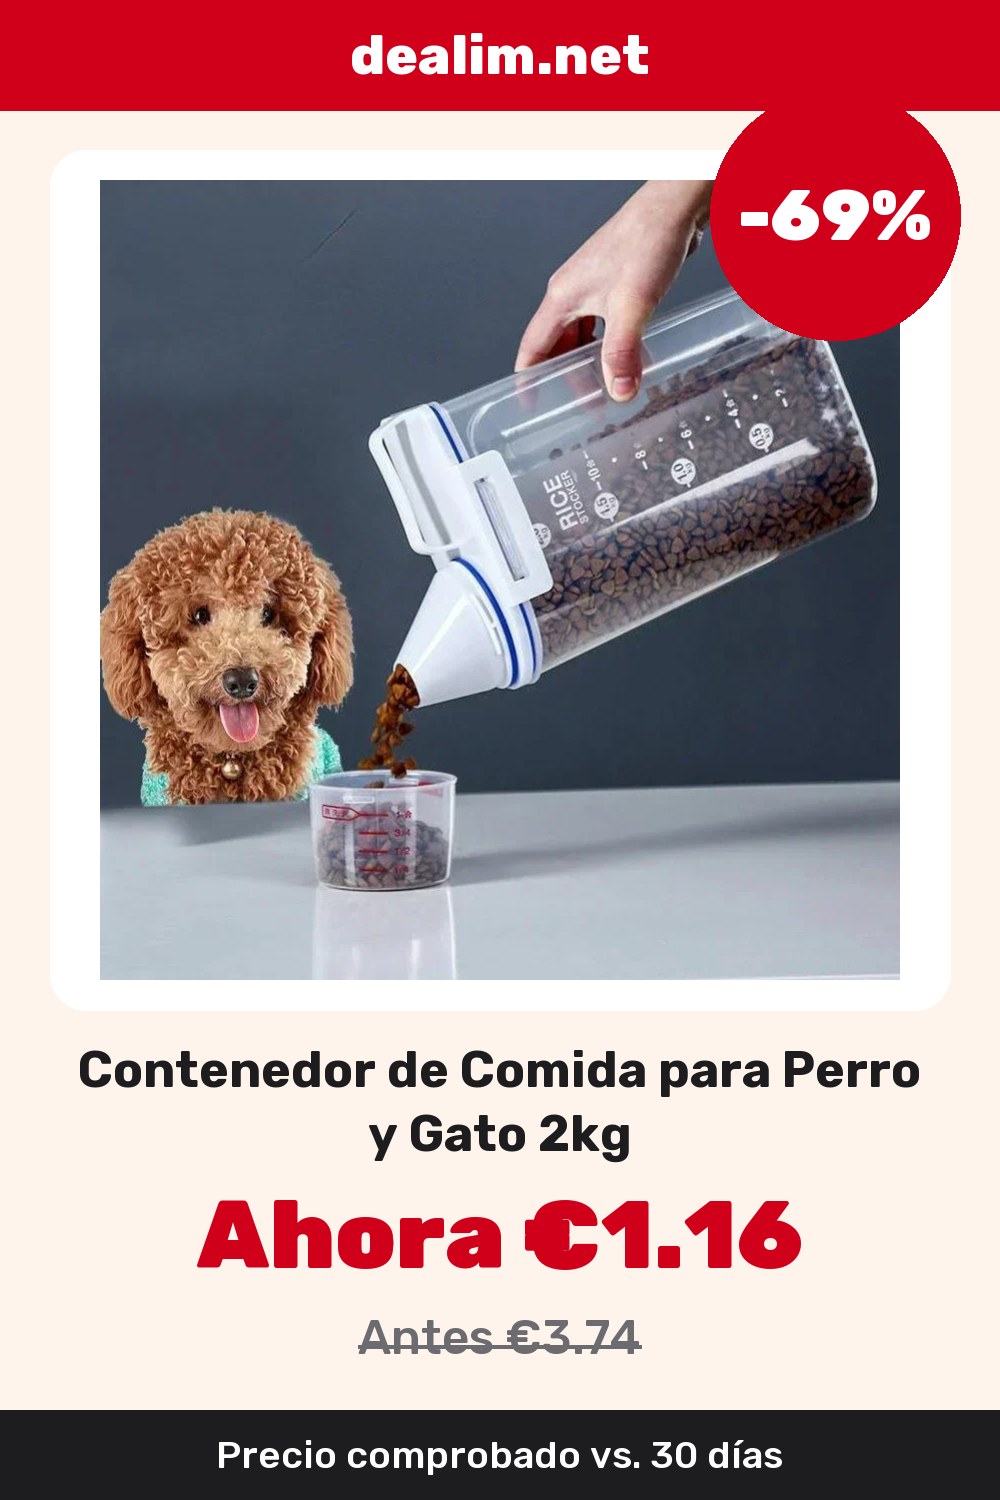 dealim.net
-69%
RICE
STOCKER
Contenedor de Comida para Perro
y Gato 2kg
Ahora €1.16
Antes €3.74
Precio comprobado vs. 30 días